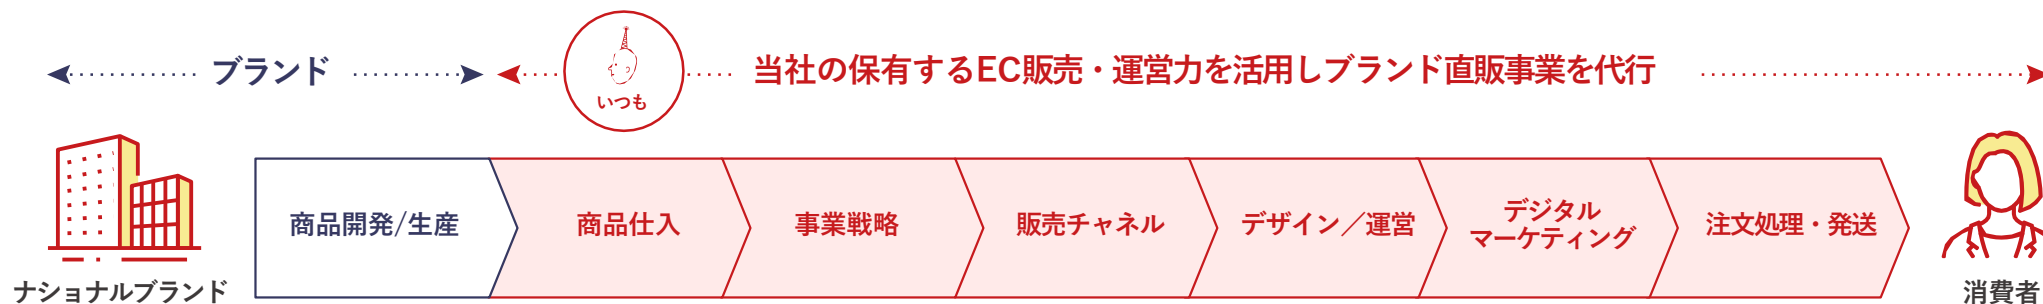 ブランド
いつも
当社の保有するEC販売・運営力を活用しブランド直販事業を代行
商品開発/生産
商品仕入
事業戦略
販売チャネル
デザイン／運営
デジタル
マーケティング
注文処理・発送
ナショナルブランド
消費者